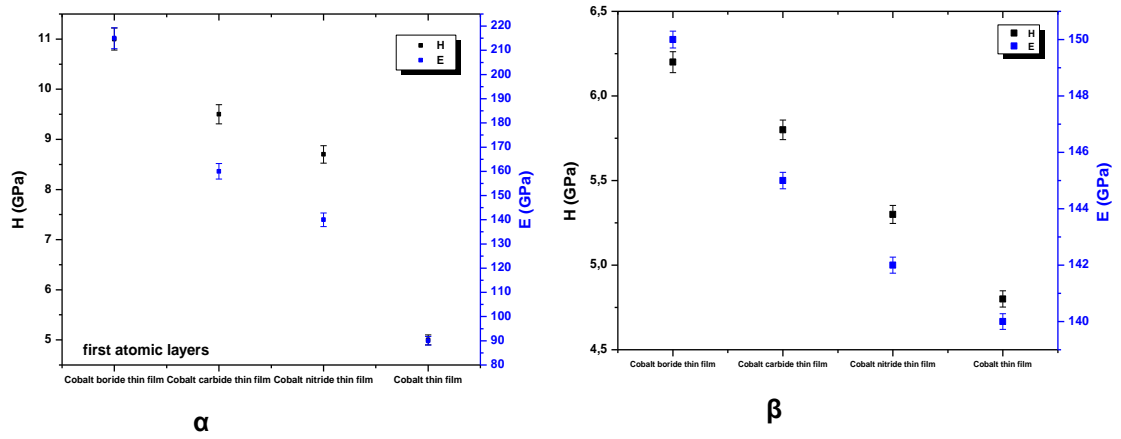 H
E
11
10
9
8
7
6
5
H (GPa)
220
210
200
190
180
170
160
150
140
130
120
110
100
90
80
E (GPa)
first atomic layers
Cobalt boride thin film Cobalt carbide thin film Cobalt nitride thin film Cobalt thin film
α
H
E
6,5
6,0
5,5
5,0
4,5
H (GPa)
150
148
146
144
142
140
E (GPa)
Cobalt boride thin film Cobalt carbide thin film Cobalt nitride thin film Cobalt thin film
β